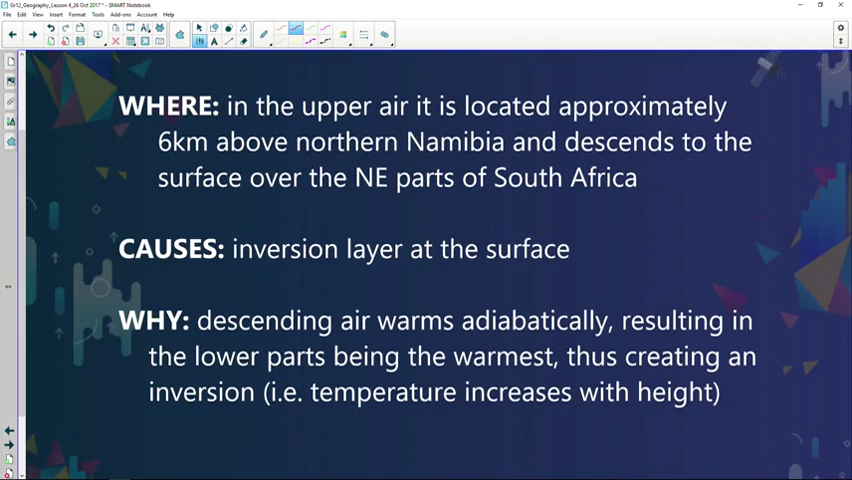 Gr12_Geography_Lesson 4_26 Oct 2017 * - SMART Notebook
File Edit View Insert Format Tools Add-ons Account Help
WHERE: in the upper air it is located approximately
6km above northern Namibia and descends to the
surface over the NE parts of South Africa
CAUSES: inversion layer at the surface
WHY: descending air warms adiabatically, resulting in
the lower parts being the warmest, thus creating an
inversion (i.e. temperature increases with height)